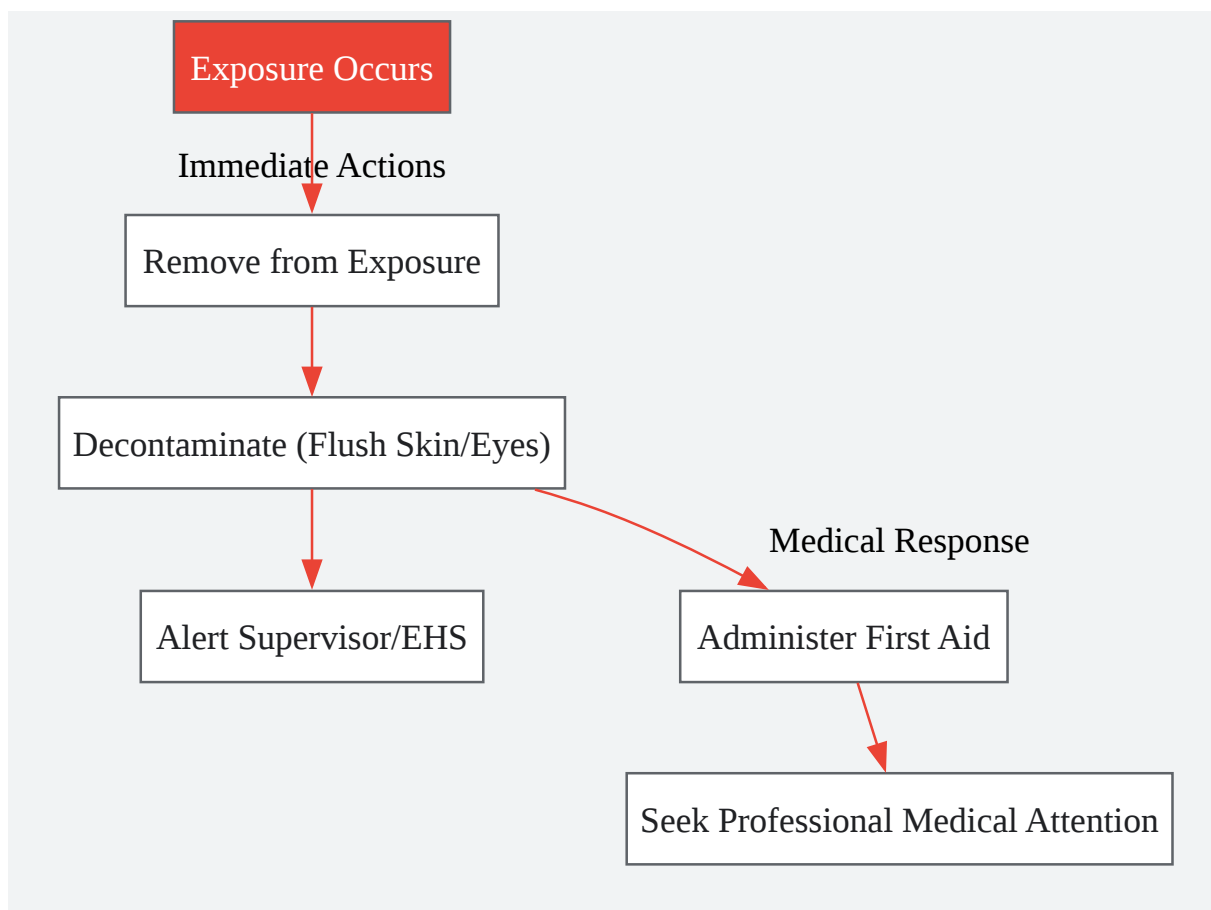 Exposure Occurs
Immediate Actions
Remove from Exposure
Decontaminate (Flush Skin/Eyes)
Medical Response
Alert Supervisor/EHS
Administer First Aid
Seek Professional Medical Attention